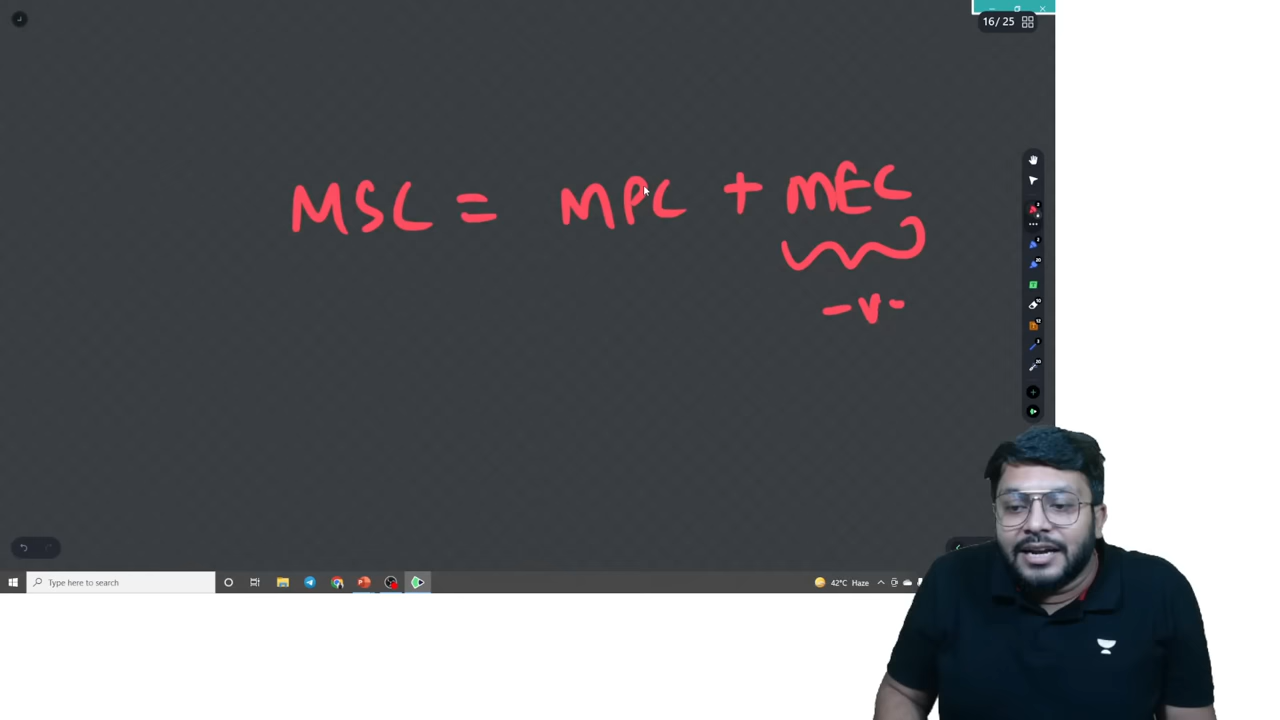 16/25
MSC = MPC + MEC
-ve
Type here to search
42°C Haze